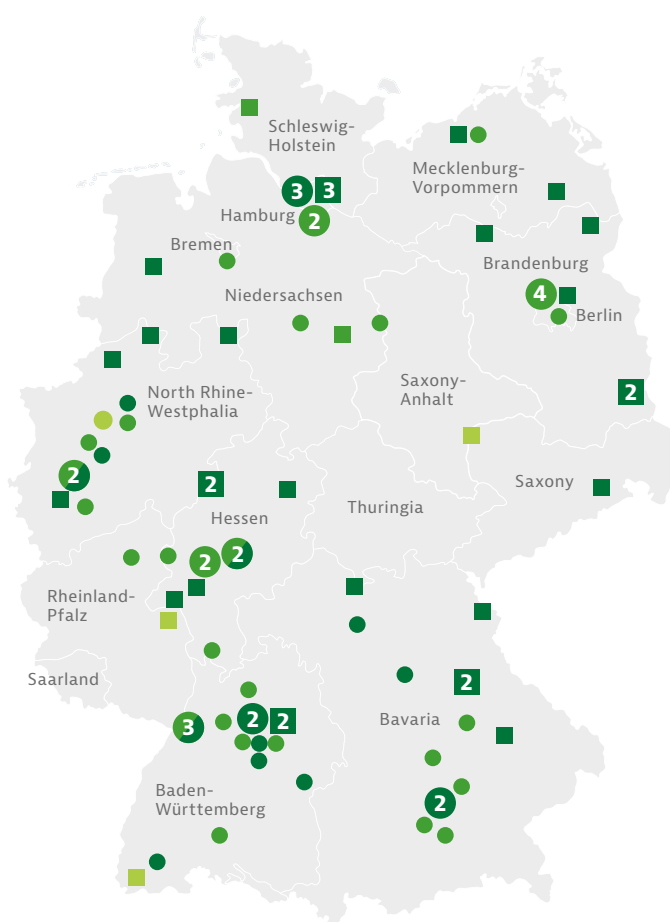 Schleswig-
Holstein
Mecklenburg-
Vorpommern
3
3
Hamburg
2
Bremen
Brandenburg
4
Niedersachsen
Berlin
North Rhine-
Westphalia
Saxony-
Anhalt
2
2
2
Saxony
Thuringia
Hessen
2
2
Rheinland-
Pfalz
Saarland
2
3
2
2
Bavaria
Baden-
Württemberg
2